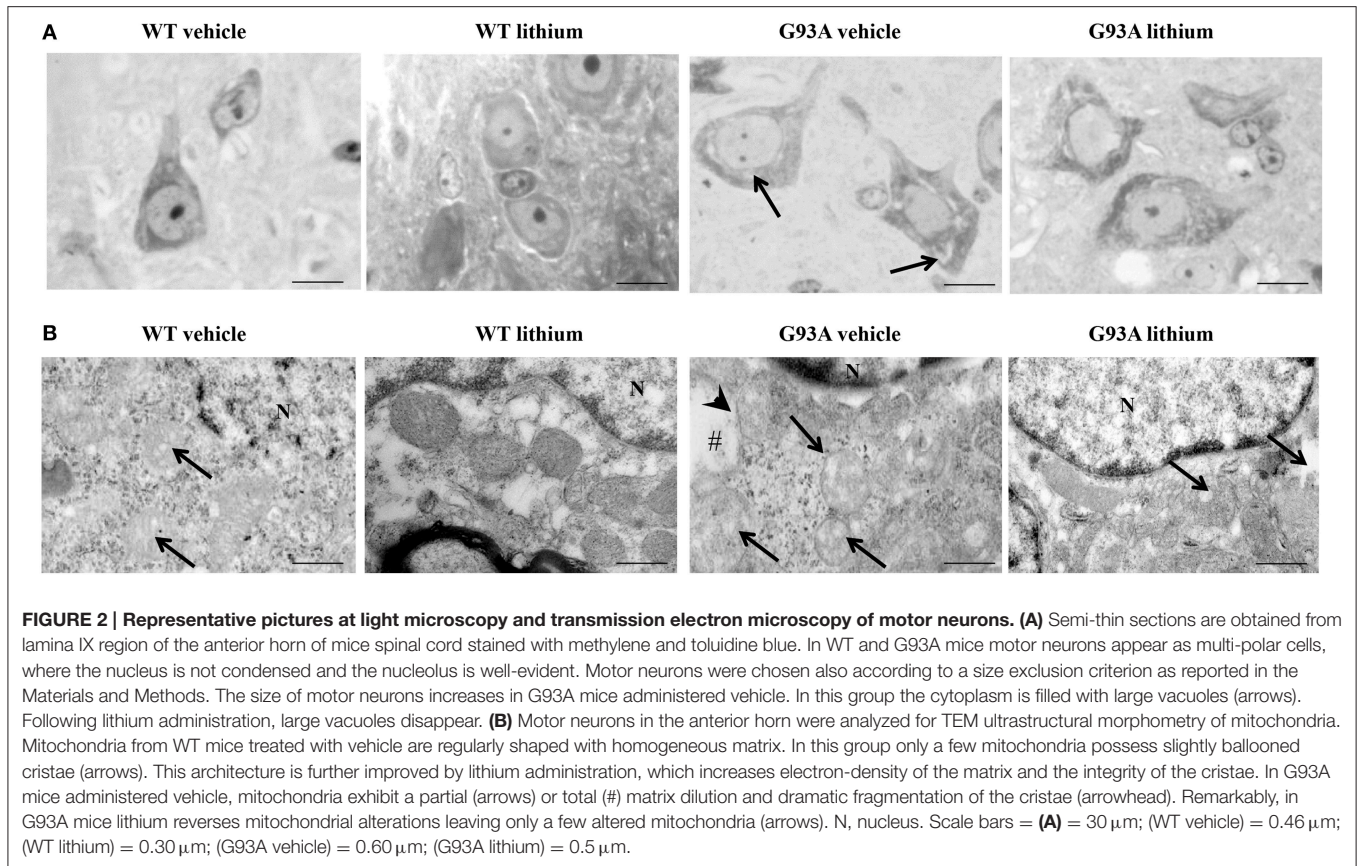 A WT vehicle WT lithium G93A vehicle G93A lithium
B WT vehicle WT lithium G93A vehicle G93A lithium
N N N N
#
FIGURE 2 | Representative pictures at light microscopy and transmission electron microscopy of motor neurons. (A) Semi-thin sections are obtained from
lamina IX region of the anterior horn of mice spinal cord stained with methylene and toluidine blue. In WT and G93A mice motor neurons appear as multi-polar cells,
where the nucleus is not condensed and the nucleolus is well-evident. Motor neurons were chosen also according to a size exclusion criterion as reported in the
Materials and Methods. The size of motor neurons increases in G93A mice administered vehicle. In this group the cytoplasm is filled with large vacuoles (arrows).
Following lithium administration, large vacuoles disappear. (B) Motor neurons in the anterior horn were analyzed for TEM ultrastructural morphometry of mitochondria.
Mitochondria from WT mice treated with vehicle are regularly shaped with homogeneous matrix. In this group only a few mitochondria possess slightly ballooned
cristae (arrows). This architecture is further improved by lithium administration, which increases electron-density of the matrix and the integrity of the cristae. In G93A
mice administered vehicle, mitochondria exhibit a partial (arrows) or total (#) matrix dilution and dramatic fragmentation of the cristae (arrowhead). Remarkably, in
G93A mice lithium reverses mitochondrial alterations leaving only a few altered mitochondria (arrows). N, nucleus. Scale bars = (A) = 30 μm; (WT vehicle) = 0.46 μm;
(WT lithium) = 0.30 μm; (G93A vehicle) = 0.60 μm; (G93A lithium) = 0.5 μm.